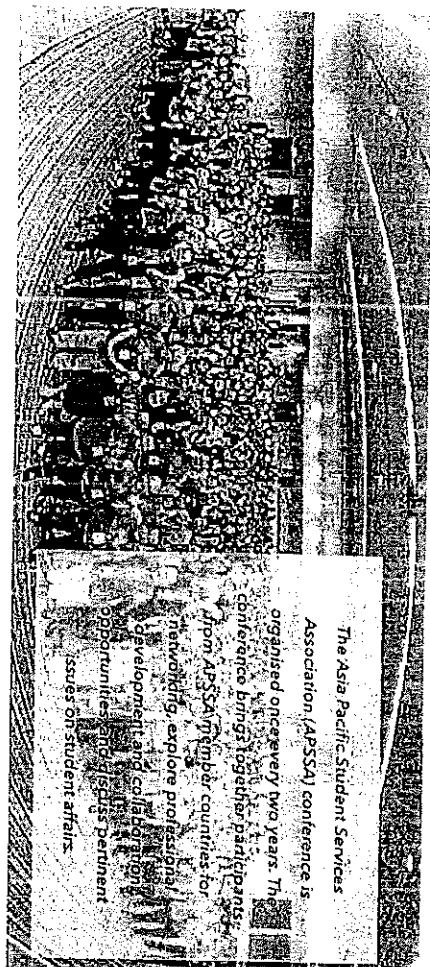 The Asia Pacific Student Services
Association (APSSA) conference is
organised once every two years. The
conference brings together participants
from APSSA member countries for
networking, explore professional
development and collaboration
opportunities and discuss pertinent
issues on student affairs.